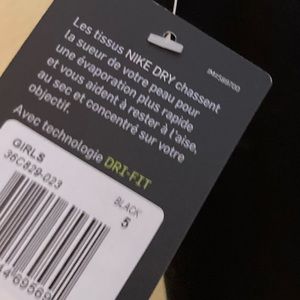 Les tissus NIKE DRY chassent
la sueur de votre peau pour
une évaporation plus rapide
et vous aident à rester à l'aise,
au sec et concentré sur votre
objectif.
Avec technologie DRI-FIT
GIRLS
36C829-023
BLACK
5